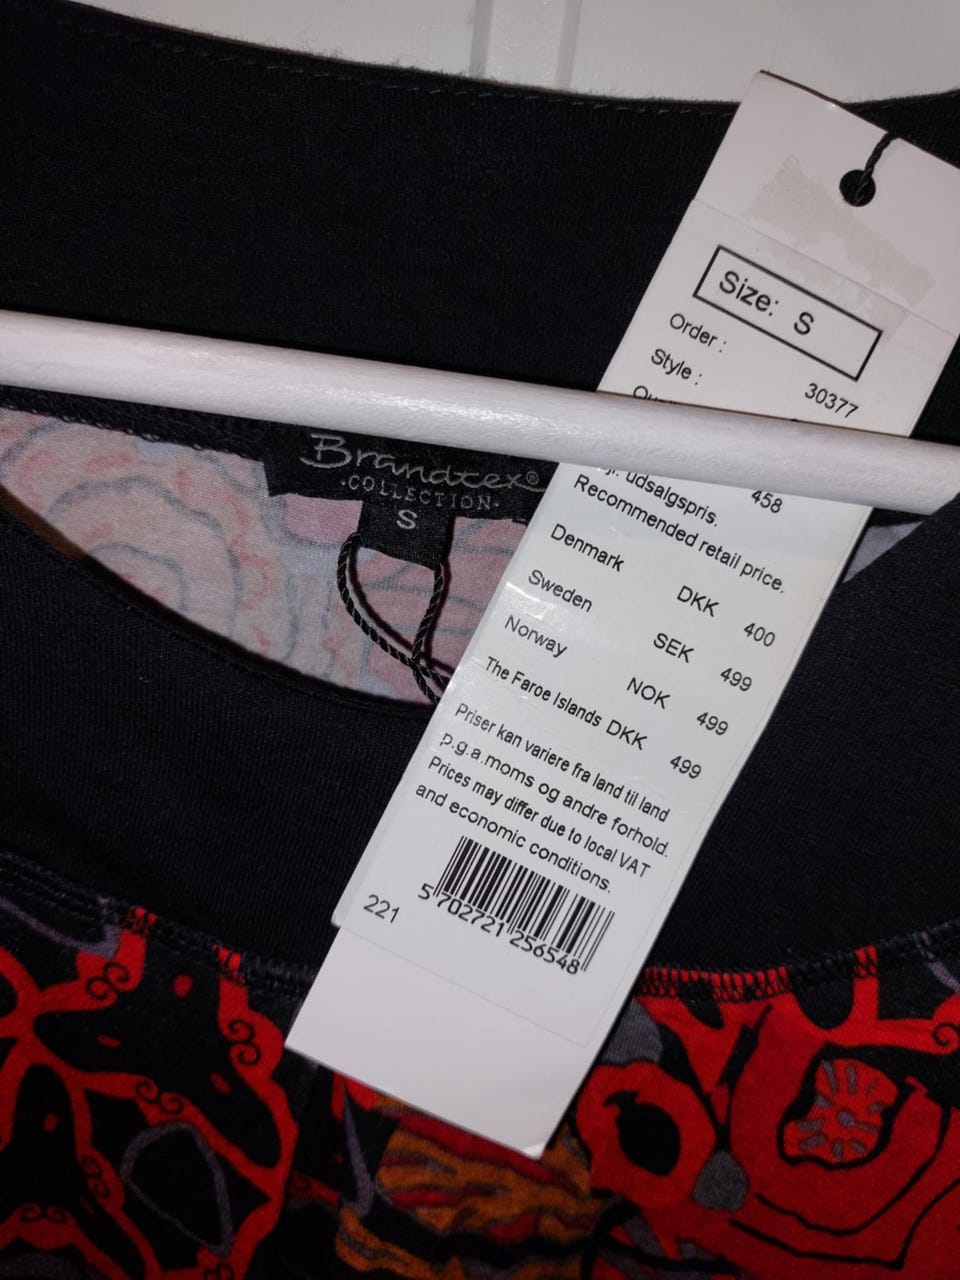 Size: S
Order :
Style : 30377
458
udsalgspris.
Recommended retail price.
Denmark DKK 400
Sweden SEK 499
Norway NOK 499
The Faroe Islands DKK 499
Priser kan variere fra land til land
p.g.a.moms og andre forhold.
Prices may differ due to local VAT
and economic conditions.
221
5 702721 256548
Brandtex®
·COLLECTION·
S